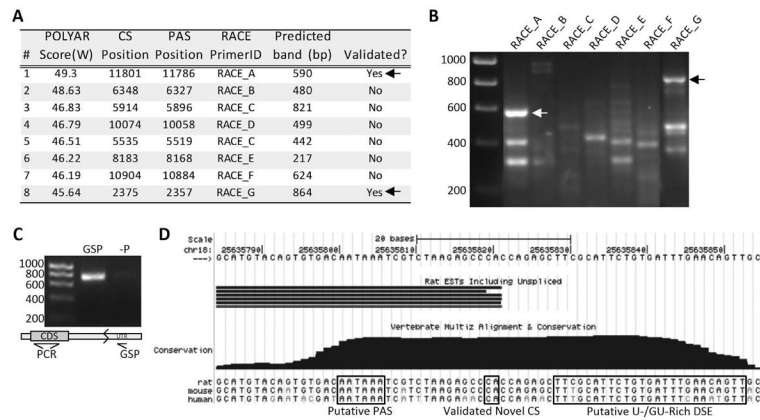 A
POLYAR CS PAS RACE Predicted
# Score(W) Position Position PrimerID band (bp) Validated?
1 49.3 11801 11786 RACE_A 590 Yes
2 48.63 6348 6327 RACE_B 480 No
3 46.83 5914 5896 RACE_C 821 No
4 46.79 10074 10058 RACE_D 499 No
5 46.51 5535 5519 RACE_C 442 No
6 46.22 8183 8168 RACE_E 217 No
7 46.19 10904 10884 RACE_F 624 No
8 45.64 2375 2357 RACE_G 864 Yes
B
RACE_A RACE_B RACE_C RACE_D RACE_E RACE_F RACE_G
1000
800
600
400
200
C
GSP -P
1000
800
600
400
200
CDS UTR
PCR GSP
D
Scale 20 bases
chr18: 25635790 25635800 25635810 25635820 25635830 25635840 25635850
---> GCATGTACAGTGTGACAATAAATCGTCTAAGAGCCCACCAGAGCTTCGCATTCTGTGATTTGAACAGTTGC
Rat ESTs Including Unspliced
Vertebrate Multiz Alignment & Conservation
Conservation
rat
mouse
human
Putative PAS Validated Novel CS Putative U-/GU-Rich DSE